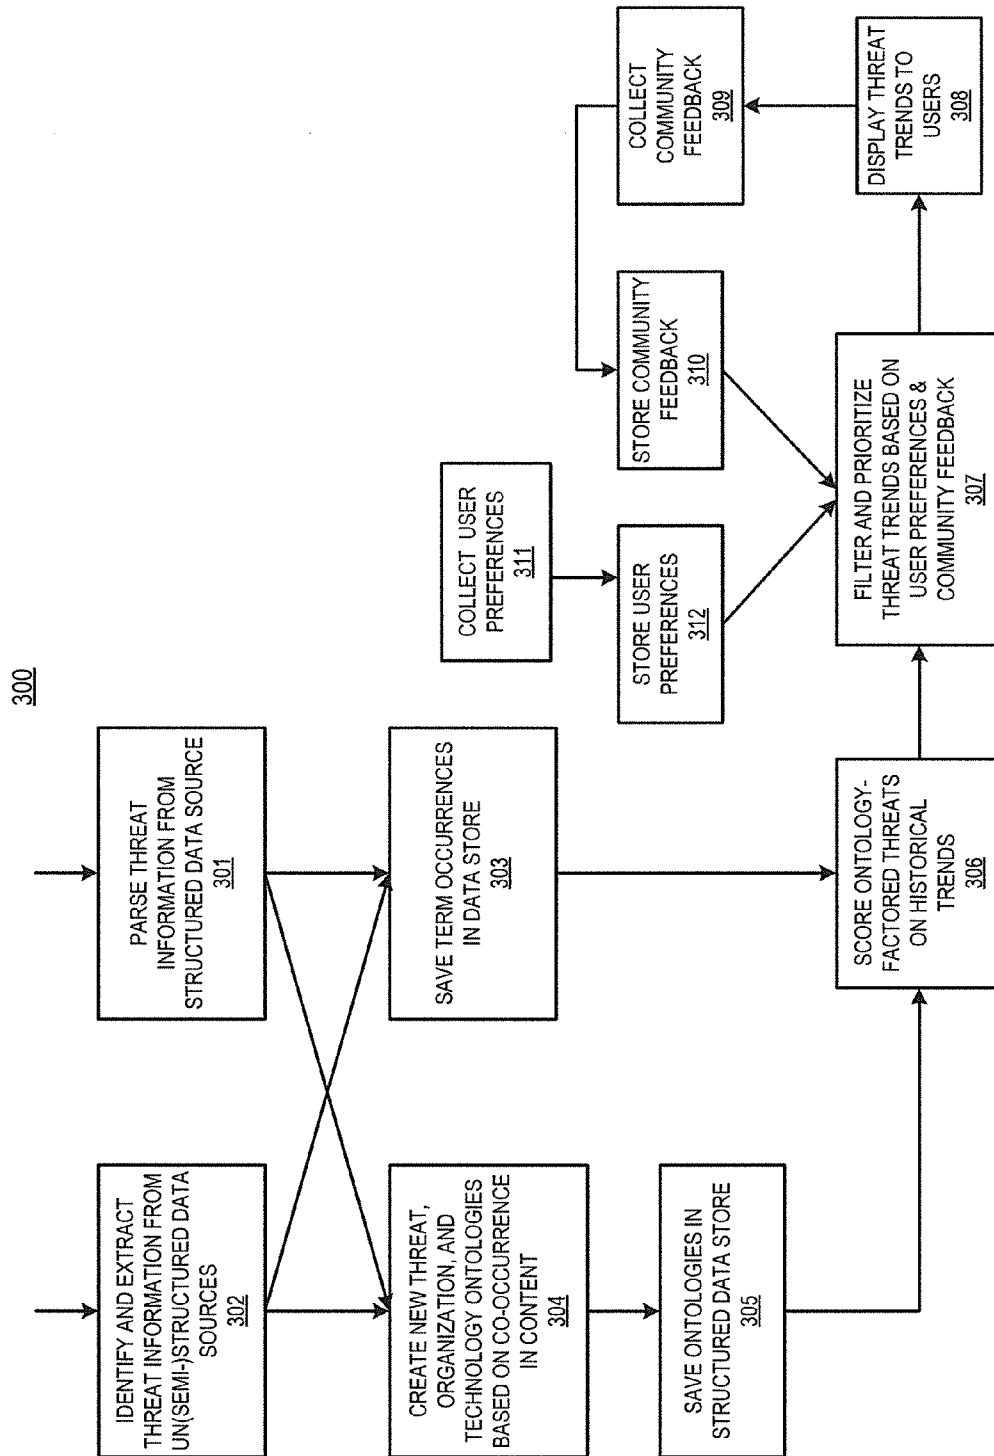 300
IDENTIFY AND EXTRACT
THREAT INFORMATION FROM
UN(SEMI-)STRUCTURED DATA
SOURCES
302
PARSE THREAT
INFORMATION FROM
STRUCTURED DATA SOURCE
301
CREATE NEW THREAT,
ORGANIZATION, AND
TECHNOLOGY ONTOLOGIES
BASED ON CO-OCCURRENCE
IN CONTENT
304
SAVE TERM OCCURRENCES
IN DATA STORE
303
SAVE ONTOLOGIES IN
STRUCTURED DATA STORE
305
SCORE ONTOLOGY-
FACTORED THREATS
ON HISTORICAL
TRENDS
306
COLLECT USER
PREFERENCES
311
STORE USER
PREFERENCES
312
STORE COMMUNITY
FEEDBACK
310
COLLECT
COMMUNITY
FEEDBACK
309
FILTER AND PRIORITIZE
THREAT TRENDS BASED ON
USER PREFERENCES &
COMMUNITY FEEDBACK
307
DISPLAY THREAT
TRENDS TO
USERS
308